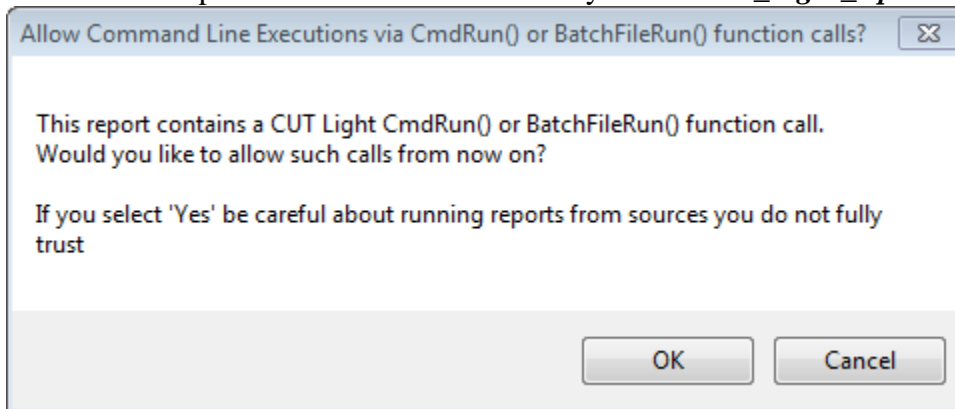 Allow Command Line Executions via CmdRun() or BatchFileRun() function calls?
This report contains a CUT Light CmdRun() or BatchFileRun() function call.
Would you like to allow such calls from now on?
If you select 'Yes' be careful about running reports from sources you do not fully
trust
OK Cancel